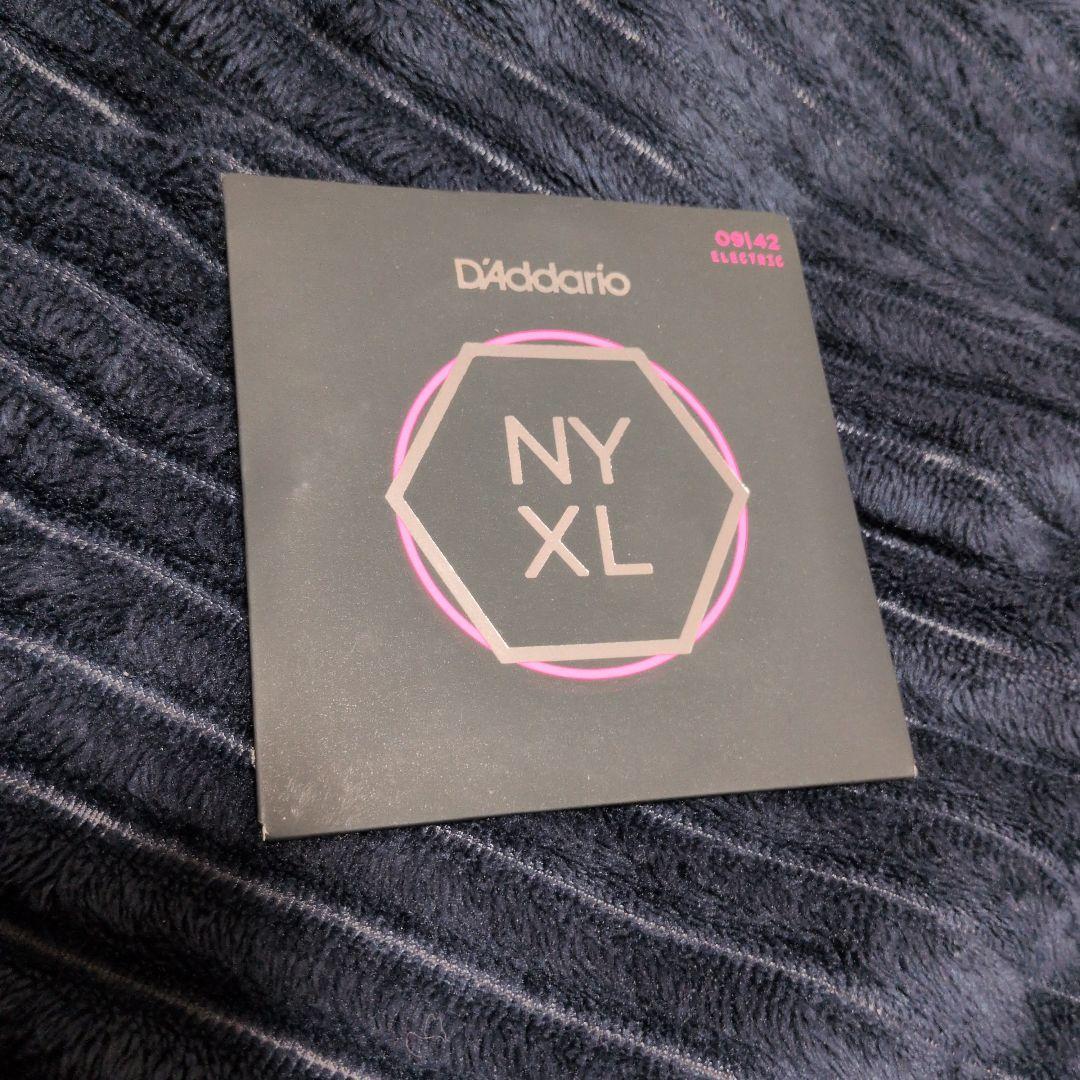 09|42
ELECTRIC
D'Addario
NY
XL